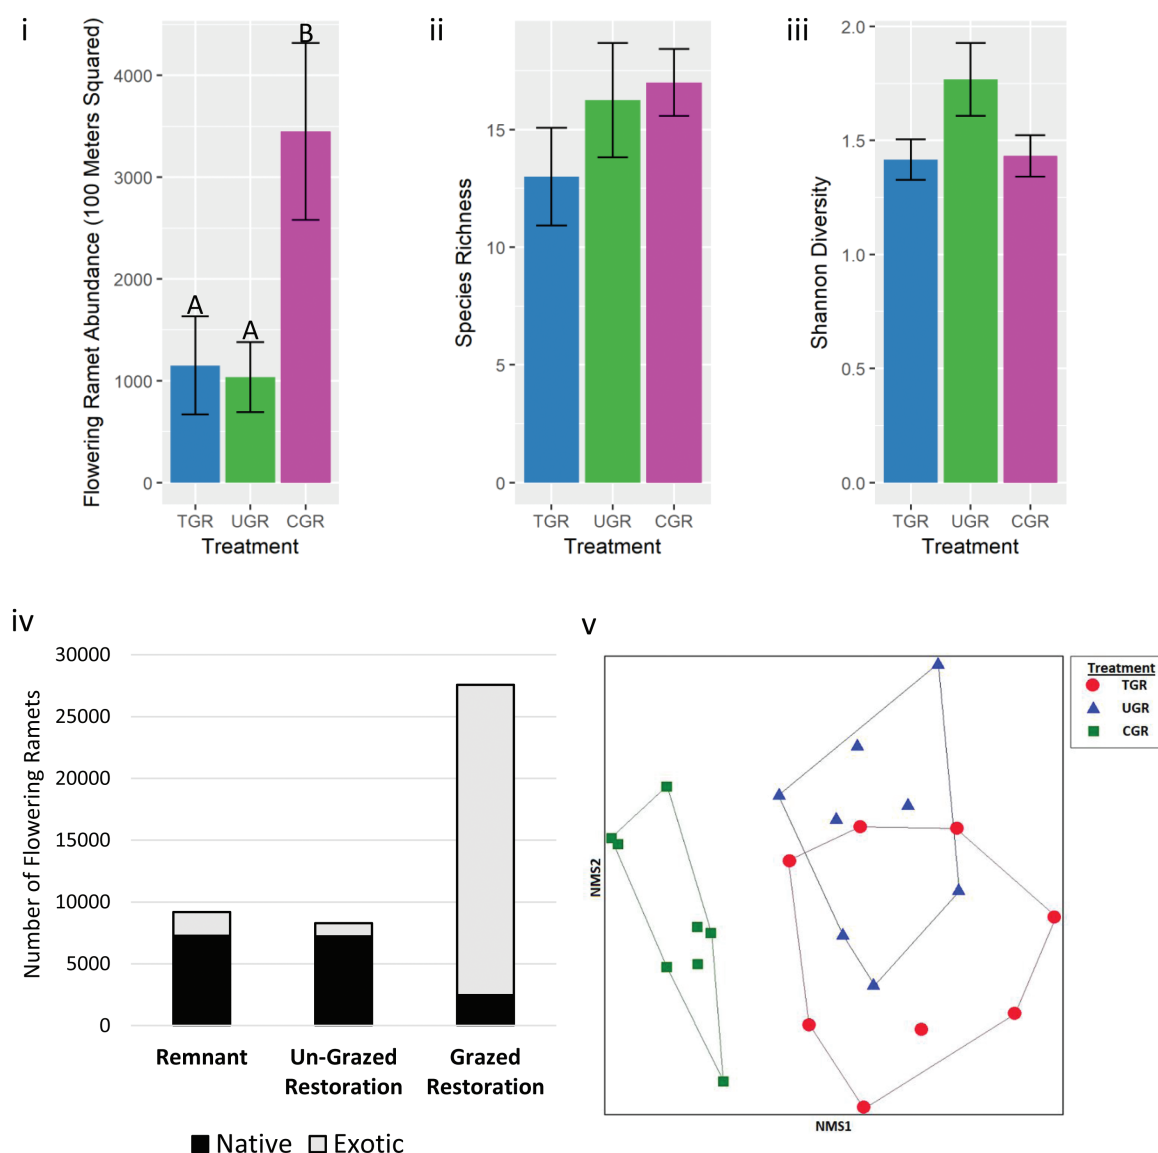 i
Flowering Ramet Abundance (100 Meters Squared)
4000
3000
2000
1000
0
A
A
B
TGR UGR CGR
Treatment
ii
Species Richness
15
10
5
0
TGR UGR CGR
Treatment
iii
Shannon Diversity
2.0
1.5
1.0
0.5
0.0
TGR UGR CGR
Treatment
iv
Number of Flowering Ramets
30000
25000
20000
15000
10000
5000
0
Remnant
Un-Grazed
Restoration
Grazed
Restoration
Native Exotic
v
NMS2
NMS1
Treatment
TGR
UGR
CGR